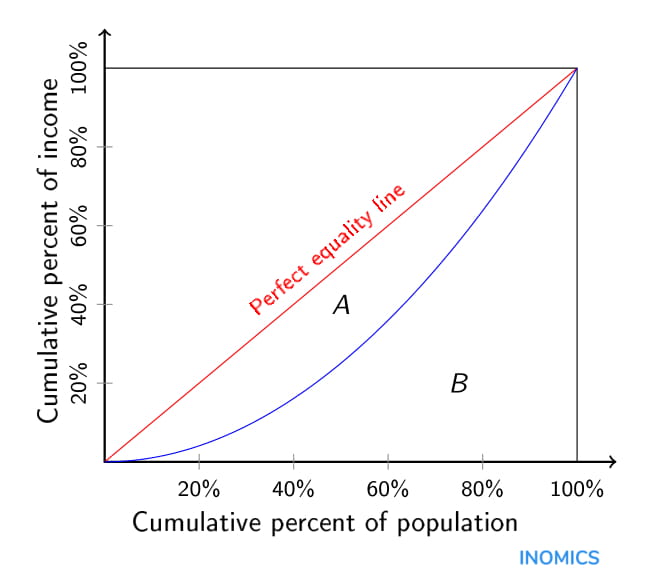 Cumulative percent of income
100%
80%
60%
40%
20%
Perfect equality line
A
B
20% 40% 60% 80% 100%
Cumulative percent of population
INOMICS